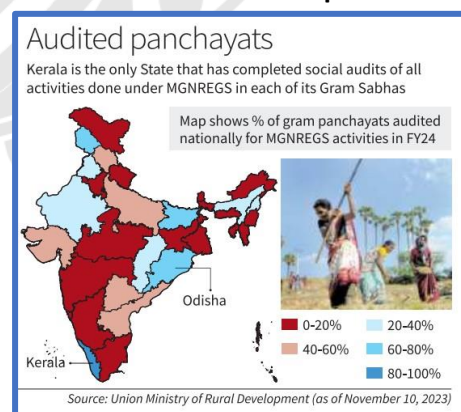 Audited panchayats
Kerala is the only State that has completed social audits of all
activities done under MGNREGS in each of its Gram Sabhas
Map shows % of gram panchayats audited
nationally for MGNREGS activities in FY24
Odisha
Kerala
0-20%
20-40%
40-60%
60-80%
80-100%
Source: Union Ministry of Rural Development (as of November 10, 2023)